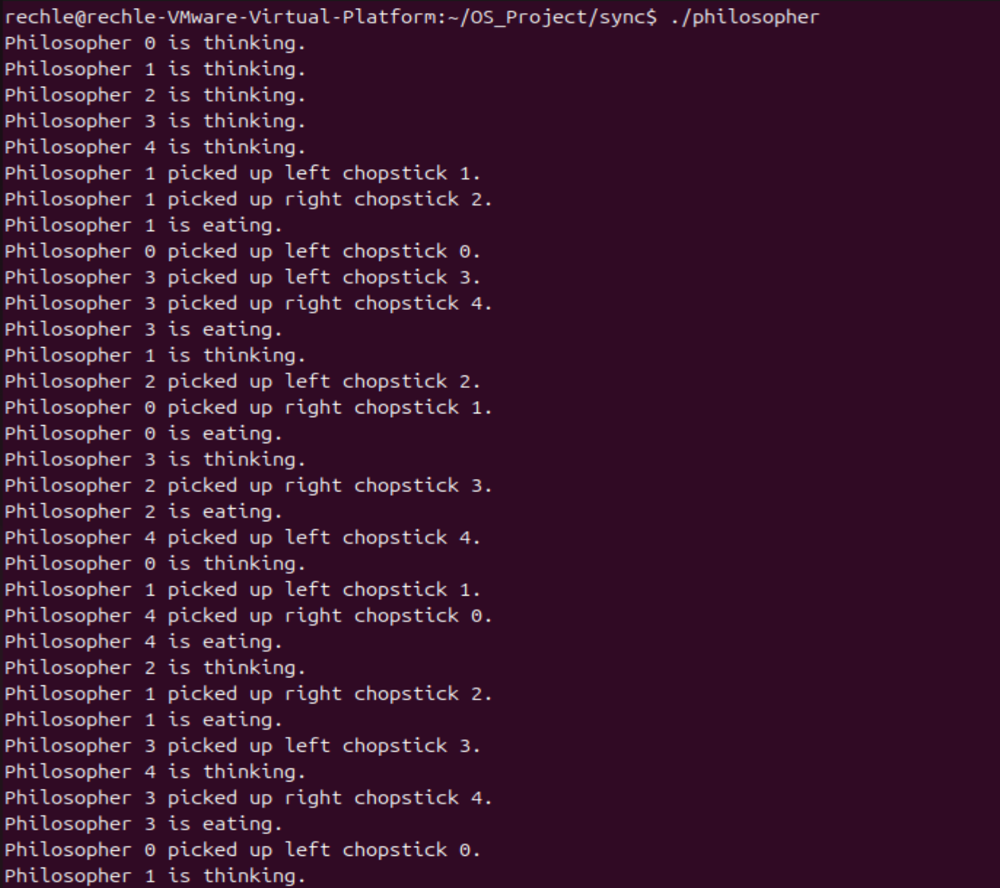 rechle@rechle-VMware-Virtual-Platform:~/OS_Project/sync$ ./philosopher
Philosopher 0 is thinking.
Philosopher 1 is thinking.
Philosopher 2 is thinking.
Philosopher 3 is thinking.
Philosopher 4 is thinking.
Philosopher 1 picked up left chopstick 1.
Philosopher 1 picked up right chopstick 2.
Philosopher 1 is eating.
Philosopher 0 picked up left chopstick 0.
Philosopher 3 picked up left chopstick 3.
Philosopher 3 picked up right chopstick 4.
Philosopher 3 is eating.
Philosopher 1 is thinking.
Philosopher 2 picked up left chopstick 2.
Philosopher 0 picked up right chopstick 1.
Philosopher 0 is eating.
Philosopher 3 is thinking.
Philosopher 2 picked up right chopstick 3.
Philosopher 2 is eating.
Philosopher 4 picked up left chopstick 4.
Philosopher 0 is thinking.
Philosopher 1 picked up left chopstick 1.
Philosopher 4 picked up right chopstick 0.
Philosopher 4 is eating.
Philosopher 2 is thinking.
Philosopher 1 picked up right chopstick 2.
Philosopher 1 is eating.
Philosopher 3 picked up left chopstick 3.
Philosopher 4 is thinking.
Philosopher 3 picked up right chopstick 4.
Philosopher 3 is eating.
Philosopher 0 picked up left chopstick 0.
Philosopher 1 is thinking.